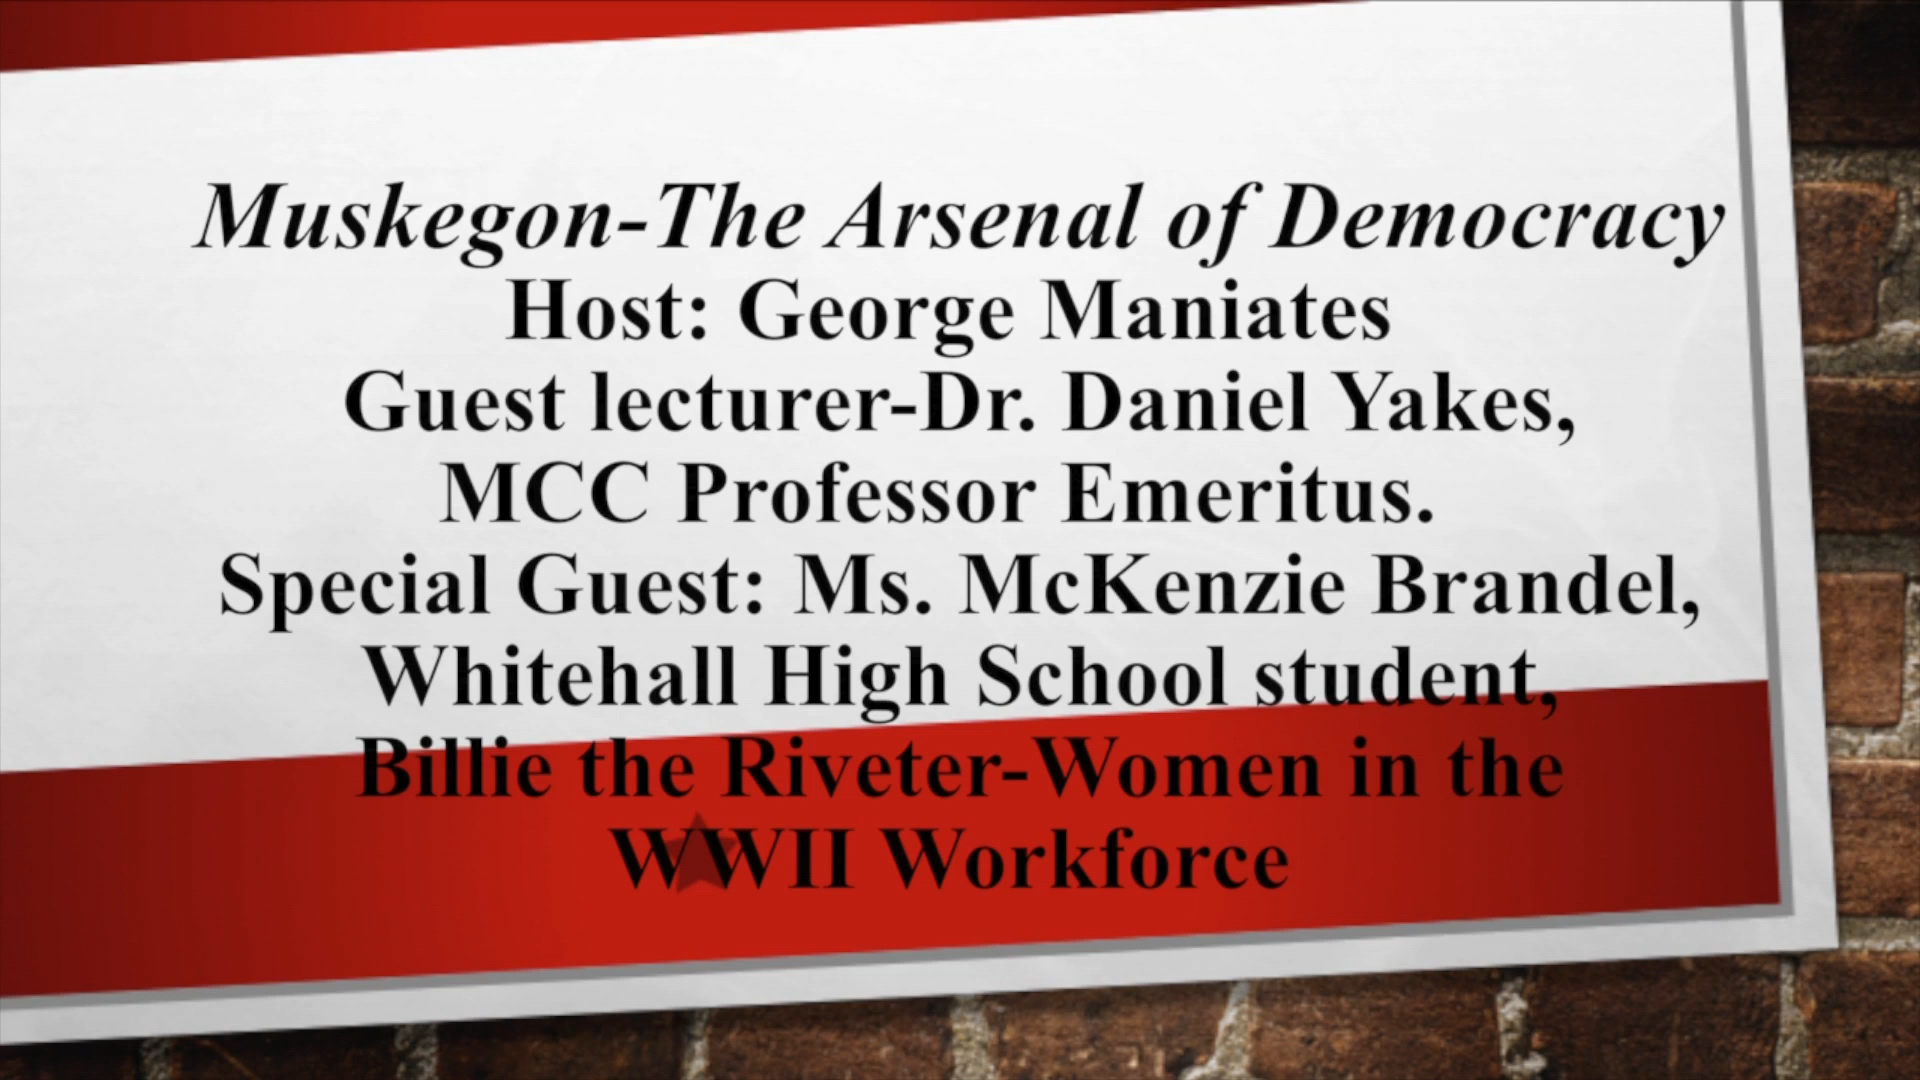 Muskegon-The Arsenal of Democracy
Host: George Maniates
Guest lecturer-Dr. Daniel Yakes,
MCC Professor Emeritus.
Special Guest: Ms. McKenzie Brandel,
Whitehall High School student,
Billie the Riveter-Women in the
WWII Workforce